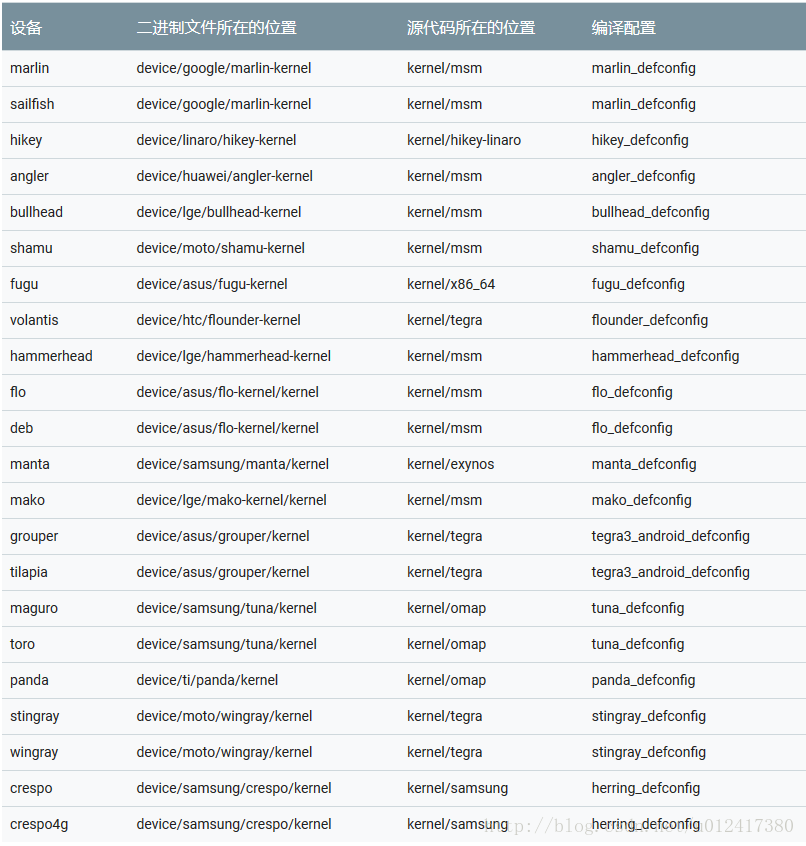 设备 二进制文件所在的位置 源代码所在的位置 编译配置
marlin device/google/marlin-kernel kernel/msm marlin_defconfig
sailfish device/google/marlin-kernel kernel/msm marlin_defconfig
hikey device/linaro/hikey-kernel kernel/hikey-linaro hikey_defconfig
angler device/huawei/angler-kernel kernel/msm angler_defconfig
bullhead device/lge/bullhead-kernel kernel/msm bullhead_defconfig
shamu device/moto/shamu-kernel kernel/msm shamu_defconfig
fugu device/asus/fugu-kernel kernel/x86_64 fugu_defconfig
volantis device/htc/flounder-kernel kernel/tegra flounder_defconfig
hammerhead device/lge/hammerhead-kernel kernel/msm hammerhead_defconfig
flo device/asus/flo-kernel/kernel kernel/msm flo_defconfig
deb device/asus/flo-kernel/kernel kernel/msm flo_defconfig
manta device/samsung/manta/kernel kernel/exynos manta_defconfig
mako device/lge/mako-kernel/kernel kernel/msm mako_defconfig
grouper device/asus/grouper/kernel kernel/tegra tegra3_android_defconfig
tilapia device/asus/grouper/kernel kernel/tegra tegra3_android_defconfig
maguro device/samsung/tuna/kernel kernel/omap tuna_defconfig
toro device/samsung/tuna/kernel kernel/omap tuna_defconfig
panda device/ti/panda/kernel kernel/omap panda_defconfig
stingray device/moto/wingray/kernel kernel/tegra stingray_defconfig
wingray device/moto/wingray/kernel kernel/tegra stingray_defconfig
crespo device/samsung/crespo/kernel kernel/samsung herring_defconfig
crespo4g device/samsung/crespo/kernel kernel/samsung herring_defconfig
http://blog.csdn.net/u012417380